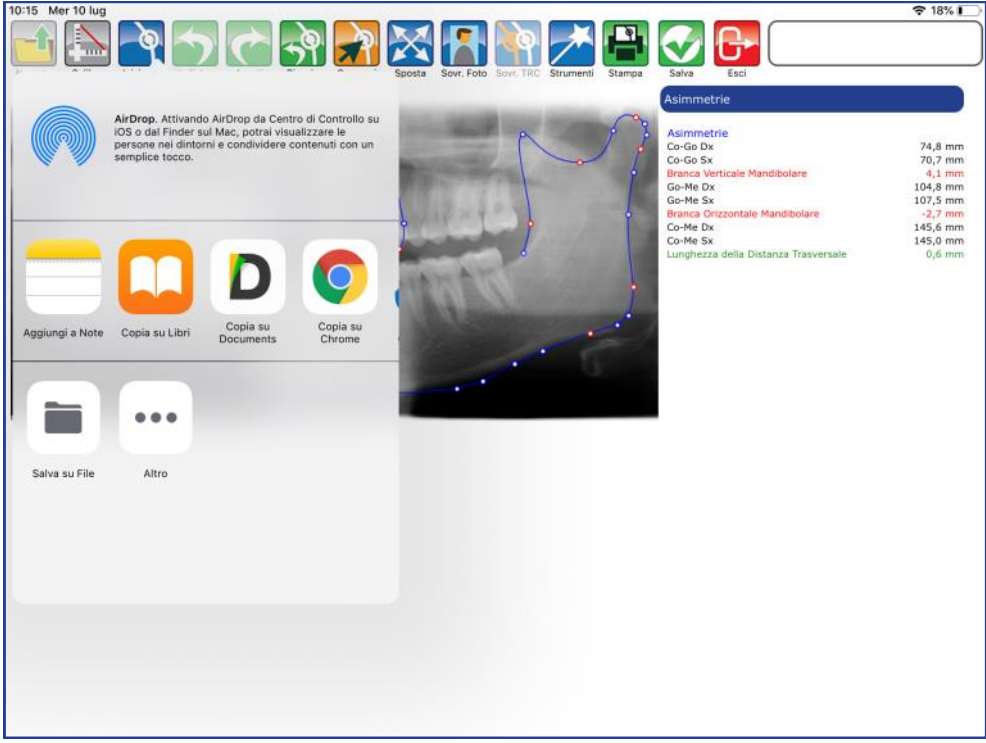 10:15 Mer 10 lug
18%
Sposta
Sovr. Foto
Sovr. TRC
Strumenti
Stampa
Salva
Esci
AirDrop. Attivando AirDrop da Centro di Controllo su
iOS o dal Finder sul Mac, potrai visualizzare le
persone nei dintorni e condividere contenuti con un
semplice tocco.
Aggiungi a Note
Copia su Libri
Copia su
Documents
Copia su
Chrome
Salva su File
Altro
Asimmetrie
Asimmetrie
Co-Go Dx 74,8 mm
Co-Go Sx 70,7 mm
Branca Verticale Mandibolare 4,1 mm
Go-Me Dx 104,8 mm
Go-Me Sx 107,5 mm
Branca Orizzontale Mandibolare -2,7 mm
Co-Me Dx 145,6 mm
Co-Me Sx 145,0 mm
Lunghezza della Distanza Trasversale 0,6 mm